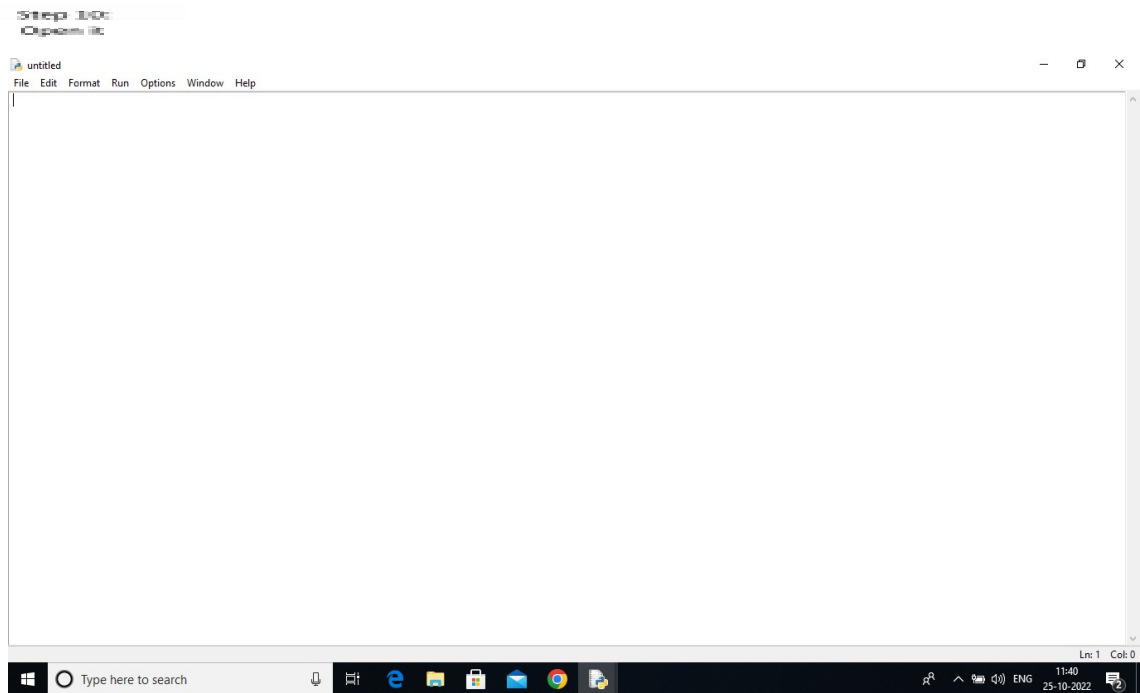 Step 10:
Open it
untitled
File Edit Format Run Options Window Help
Ln: 1 Col: 0
Type here to search
ENG
11:40
25-10-2022
2